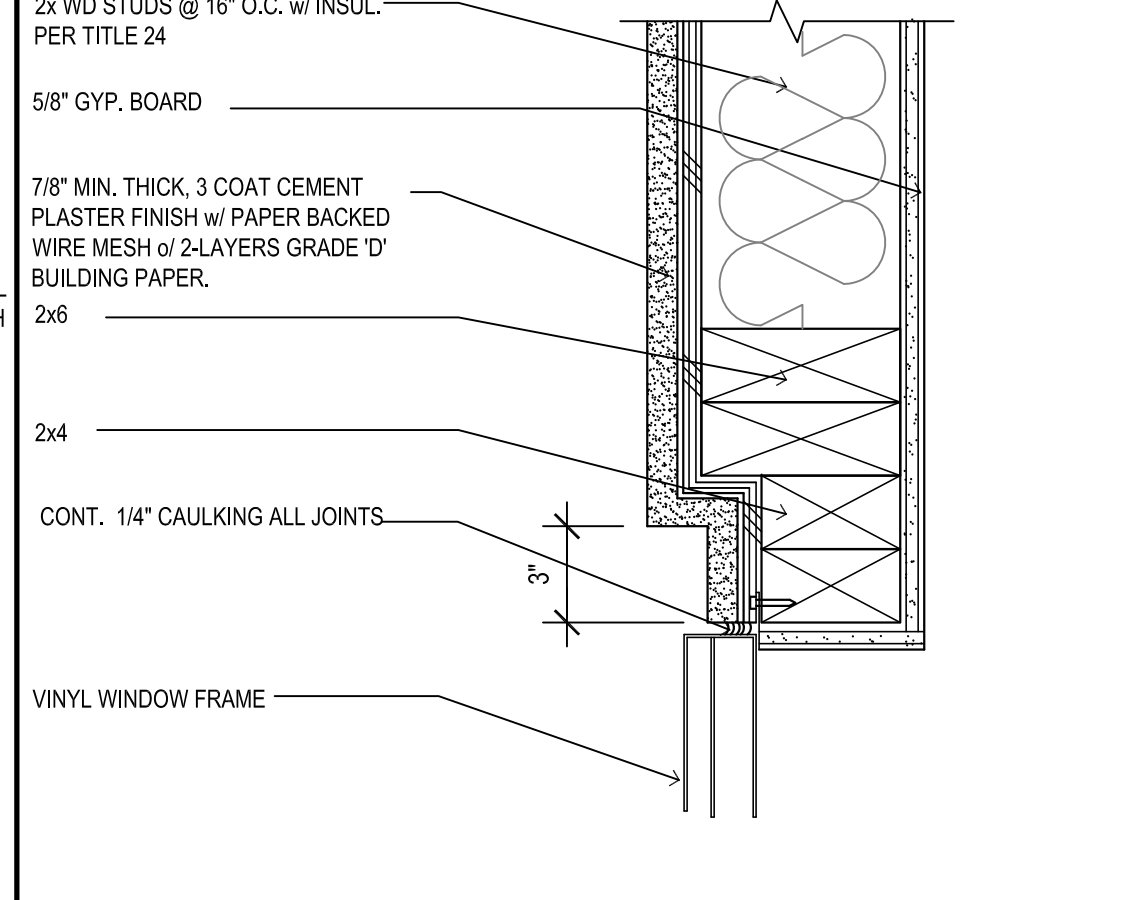 2x WD STUDS @ 16" O.C. w/ INSUL.
PER TITLE 24
5/8" GYP. BOARD
7/8" MIN. THICK, 3 COAT CEMENT
PLASTER FINISH w/ PAPER BACKED
WIRE MESH o/ 2-LAYERS GRADE 'D'
BUILDING PAPER.
2x6
2x4
CONT. 1/4" CAULKING ALL JOINTS
3"
VINYL WINDOW FRAME